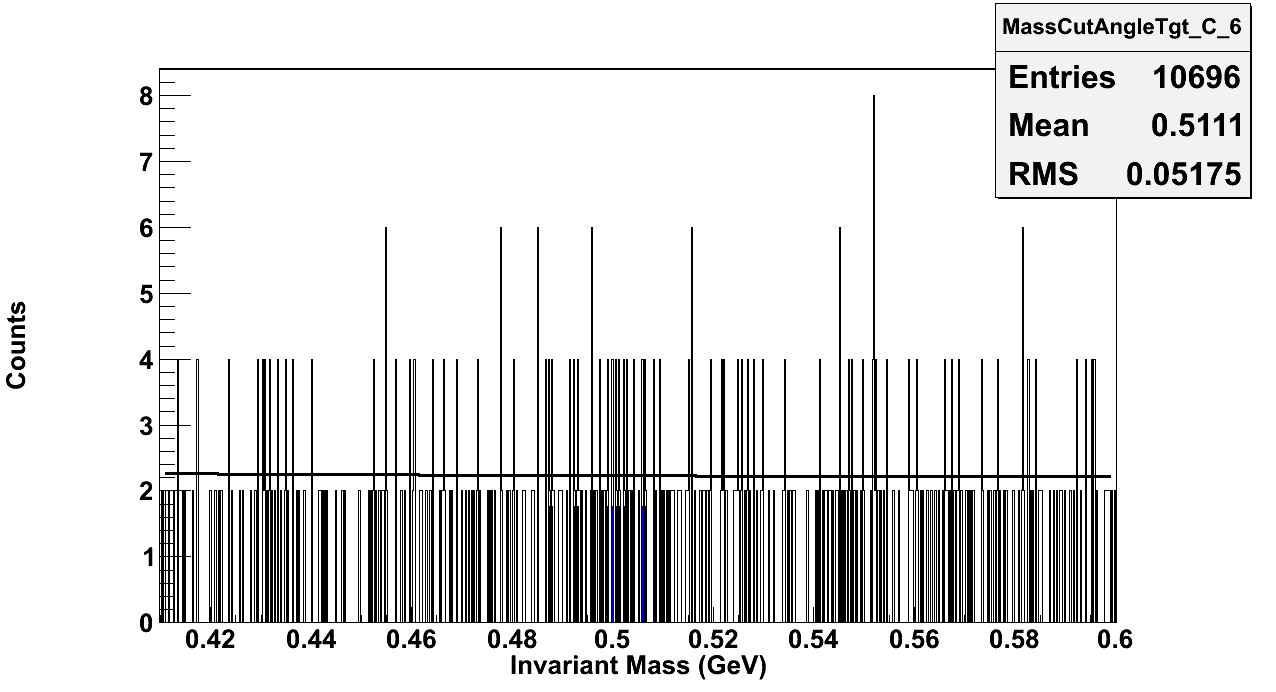 MassCutAngleTgt_C_6
Entries 10696
Mean 0.5111
RMS 0.05175
Counts
8
7
6
5
4
3
2
1
0
0.42 0.44 0.46 0.48 0.5 0.52 0.54 0.56 0.58 0.6
Invariant Mass (GeV)